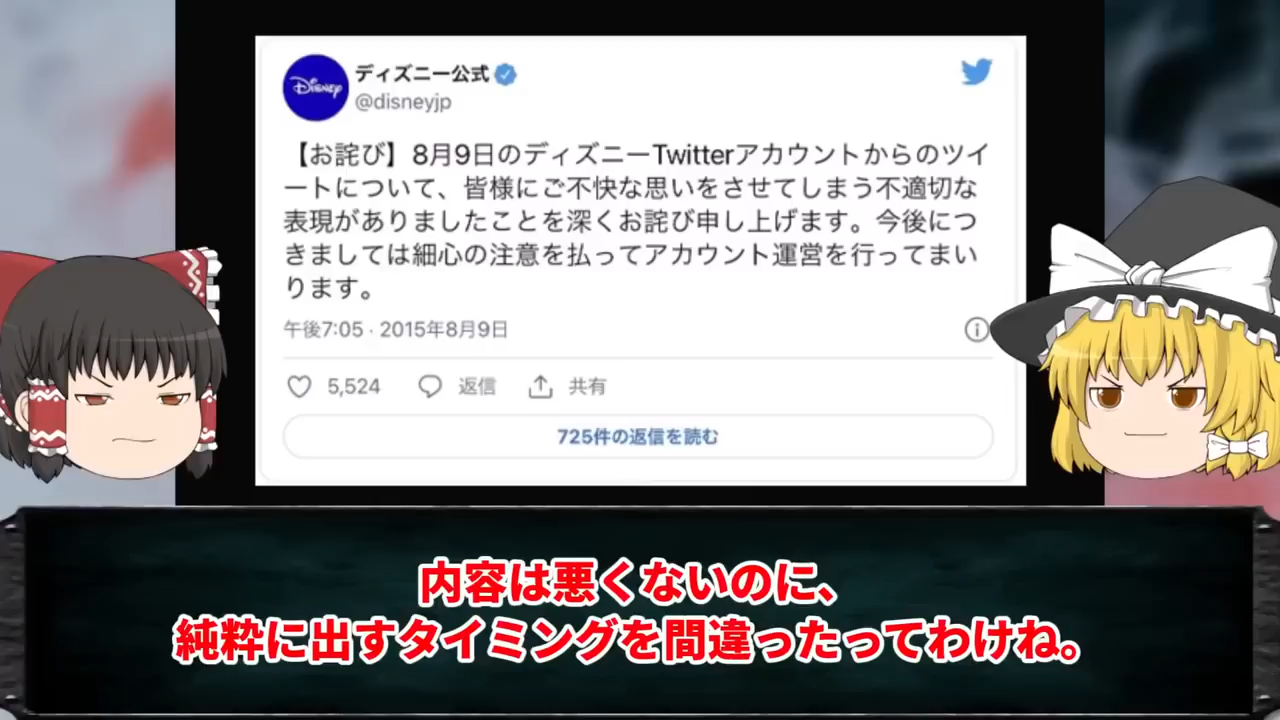 Disney
ディズニー公式
@disneyjp
【お詫び】8月9日のディズニーTwitterアカウントからのツイ
ートについて、皆様にご不快な思いをさせてしまう不適切な
表現がありましたことを深くお詫び申し上げます。今後につ
きましては細心の注意を払ってアカウント運営を行ってまい
ります。
午後7:05 · 2015年8月9日
5,524 返信 共有
725件の返信を読む
内容は悪くないのに、
純粋に出すタイミングを間違ったってわけね。